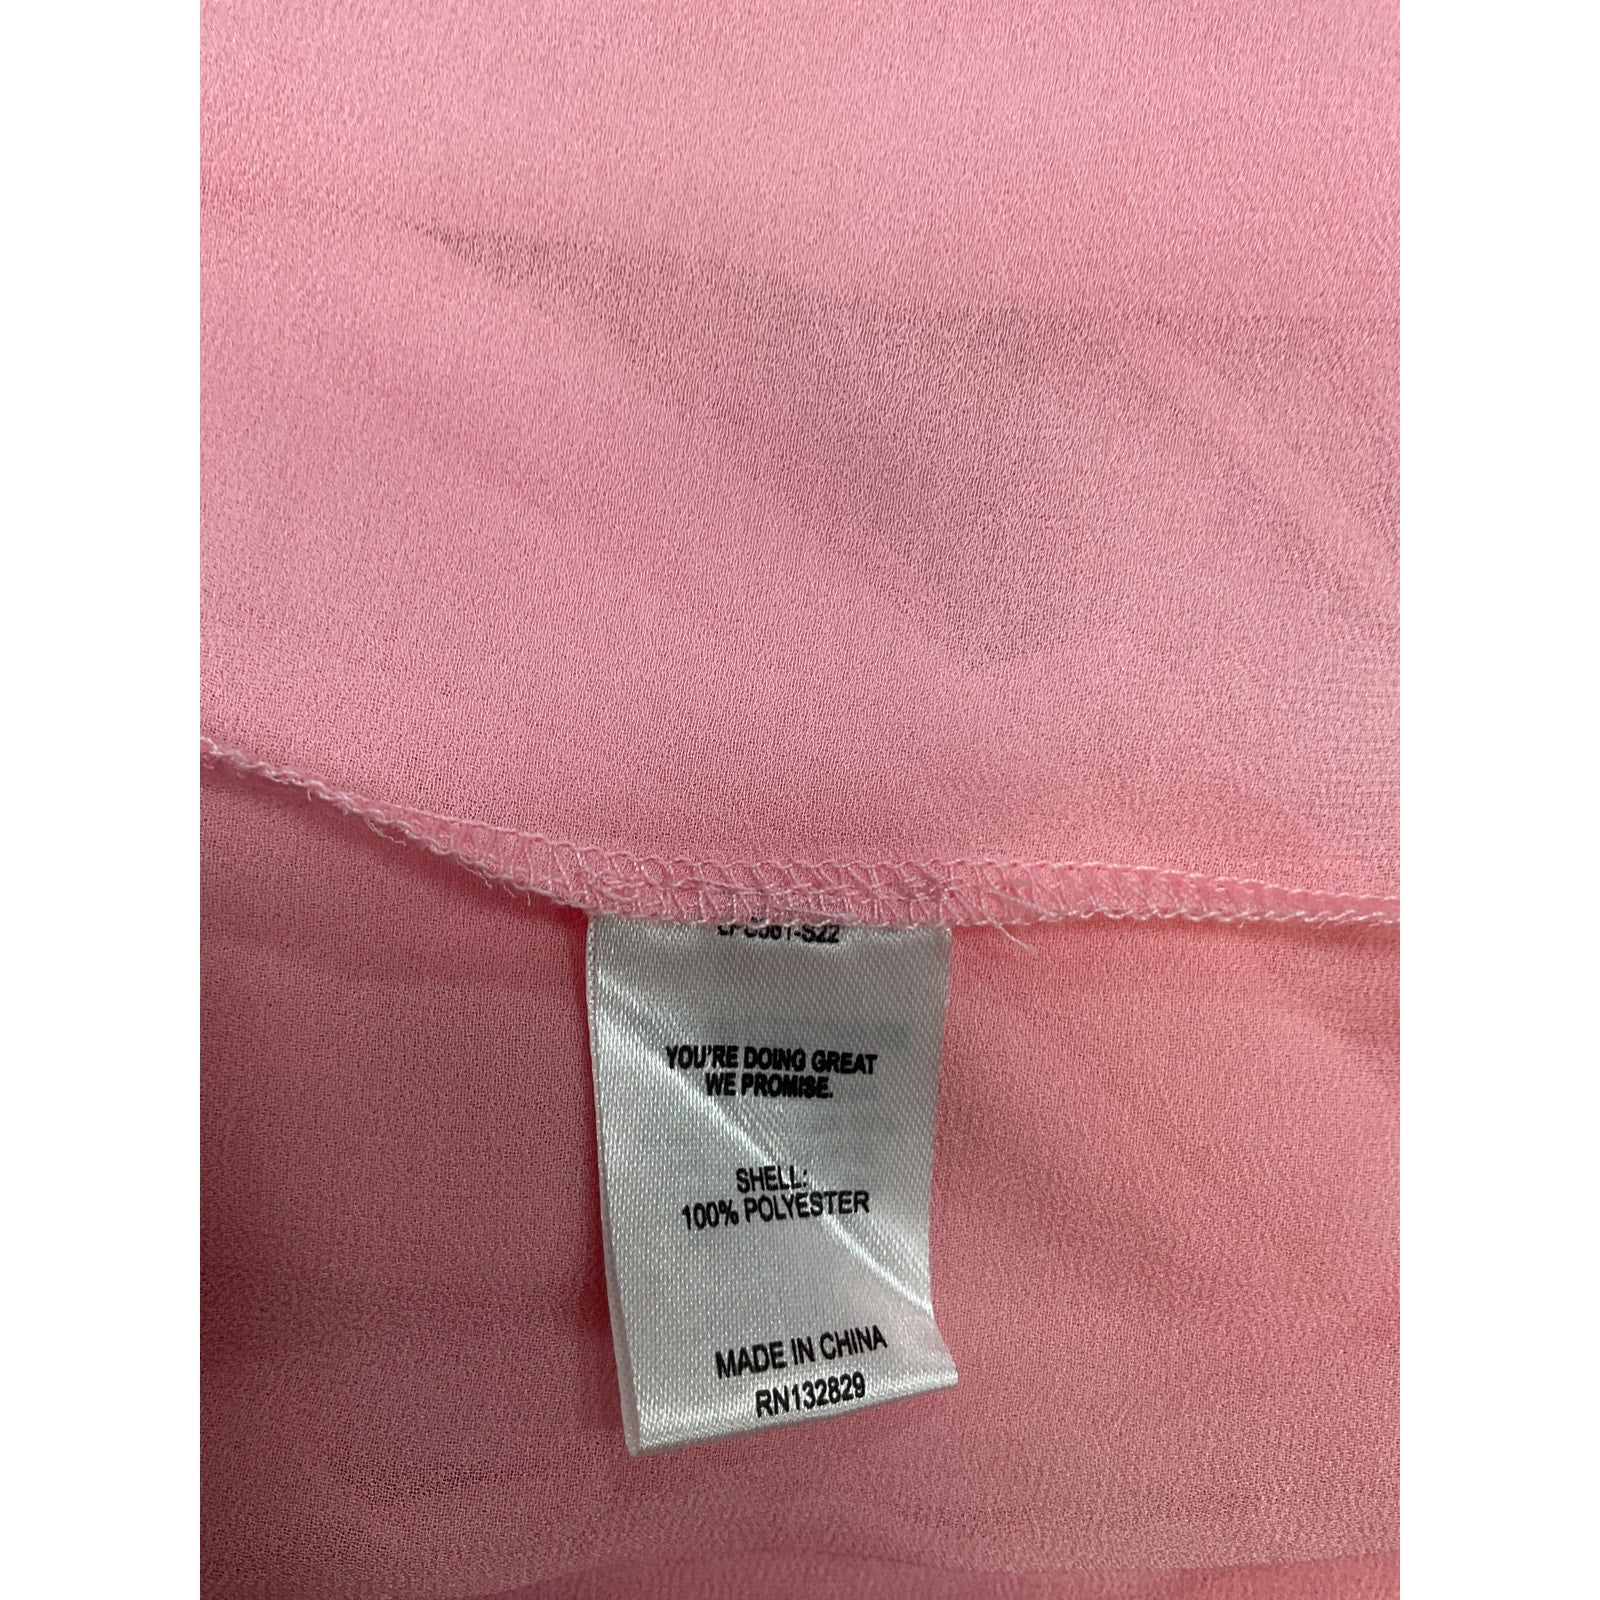 YOU'RE DOING GREAT
WE PROMISE.
SHELL:
100% POLYESTER
MADE IN CHINA
RN132829